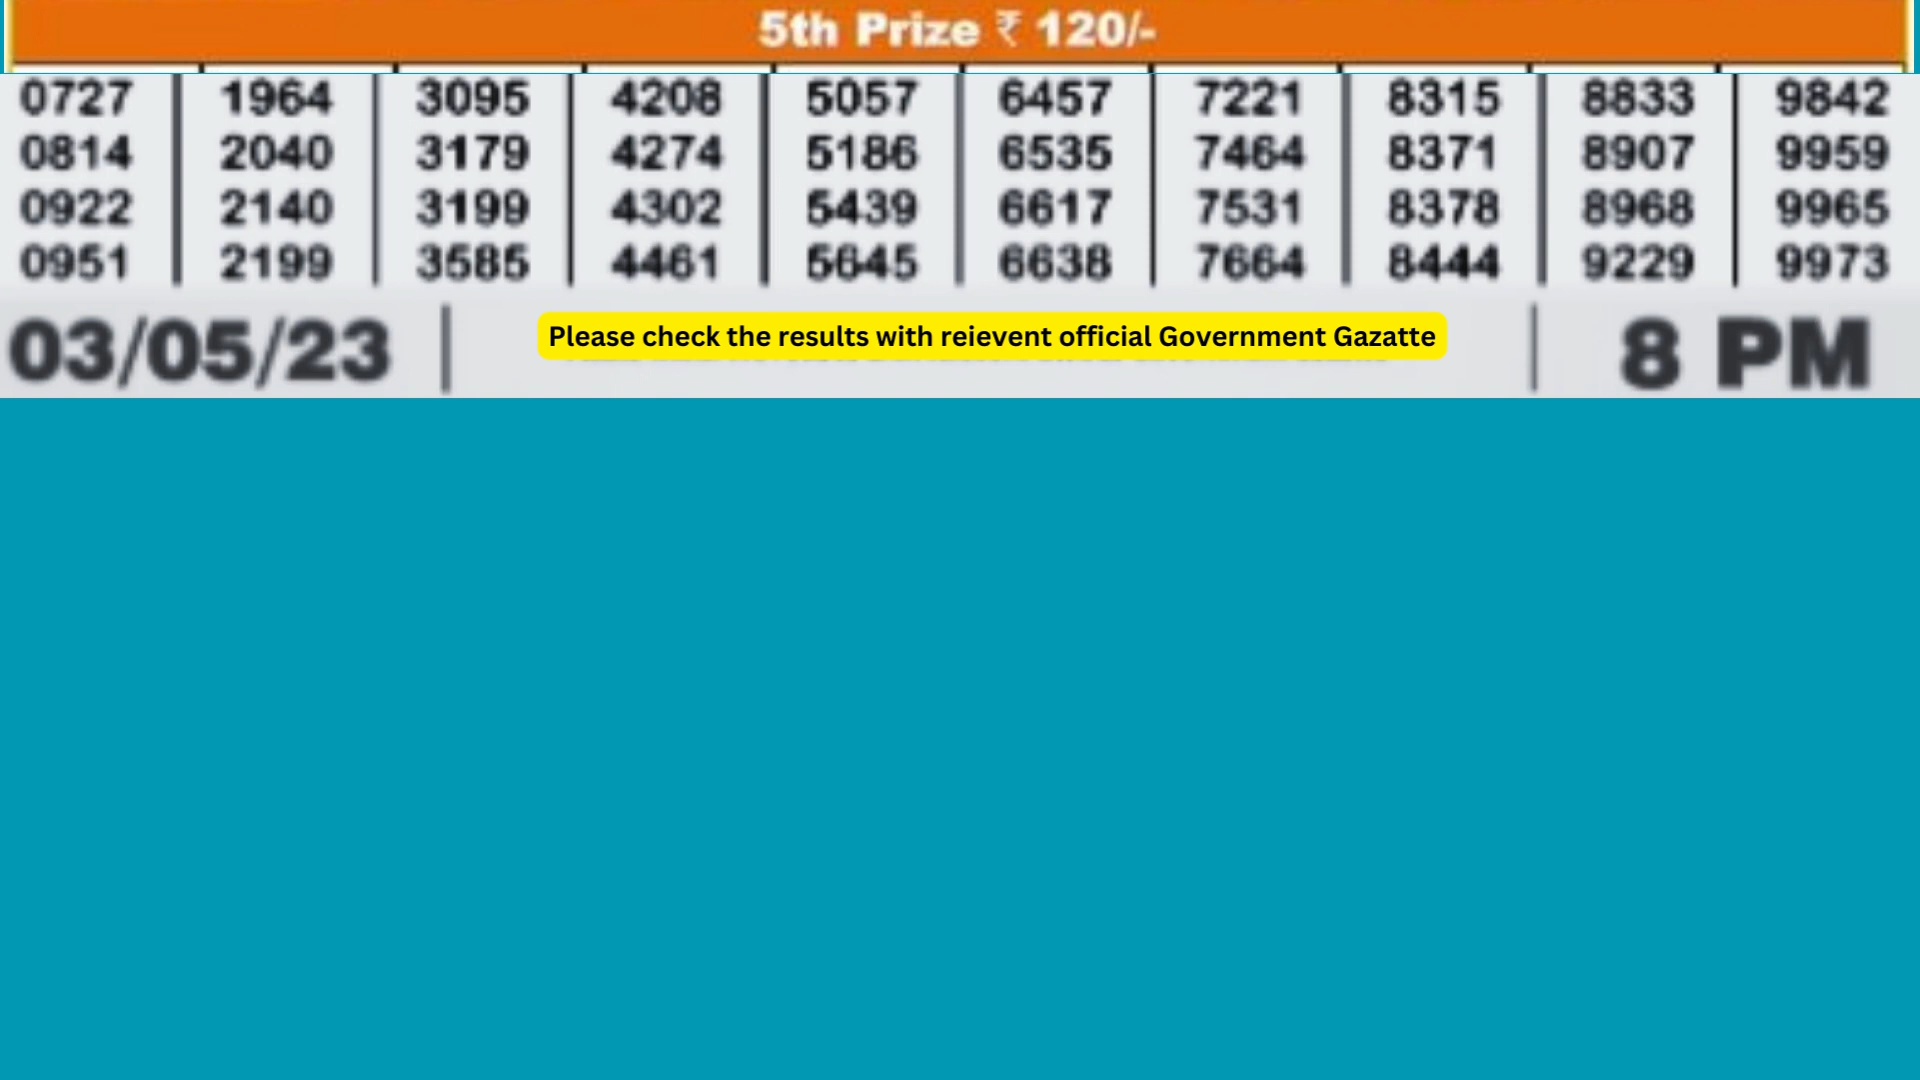 5th Prize ₹ 120/-
0727 1964 3095 4208 5057 6457 7221 8315 8833 9842
0814 2040 3179 4274 5186 6535 7464 8371 8907 9959
0922 2140 3199 4302 5439 6617 7531 8378 8968 9965
0951 2199 3585 4461 5645 6638 7664 8444 9229 9973
03/05/23 Please check the results with reievent official Government Gazatte 8 PM